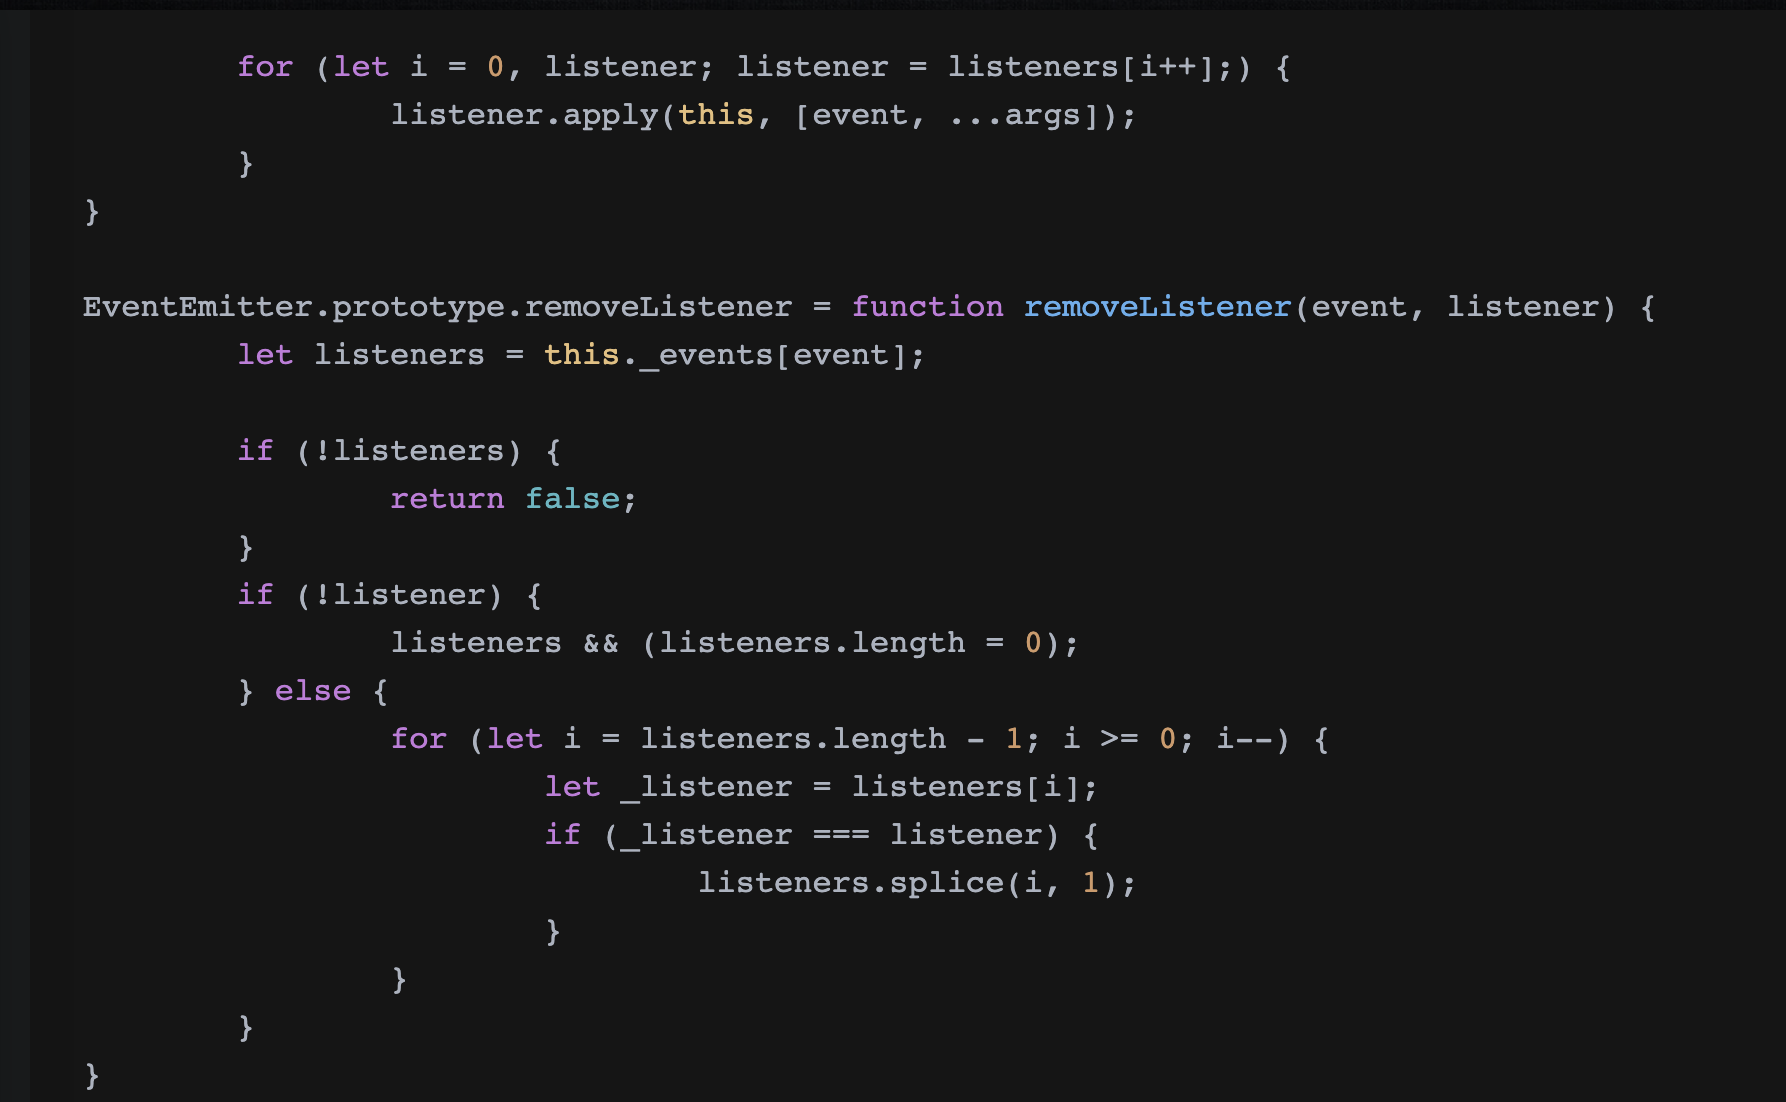 for (let i = 0, listener; listener = listeners[i++];) {
listener.apply(this, [event, ...args]);
}
}
EventEmitter.prototype.removeListener = function removeListener(event, listener) {
let listeners = this._events[event];
if (!listeners) {
return false;
}
if (!listener) {
listeners && (listeners.length = 0);
} else {
for (let i = listeners.length - 1; i >= 0; i--) {
let _listener = listeners[i];
if (_listener === listener) {
listeners.splice(i, 1);
}
}
}
}